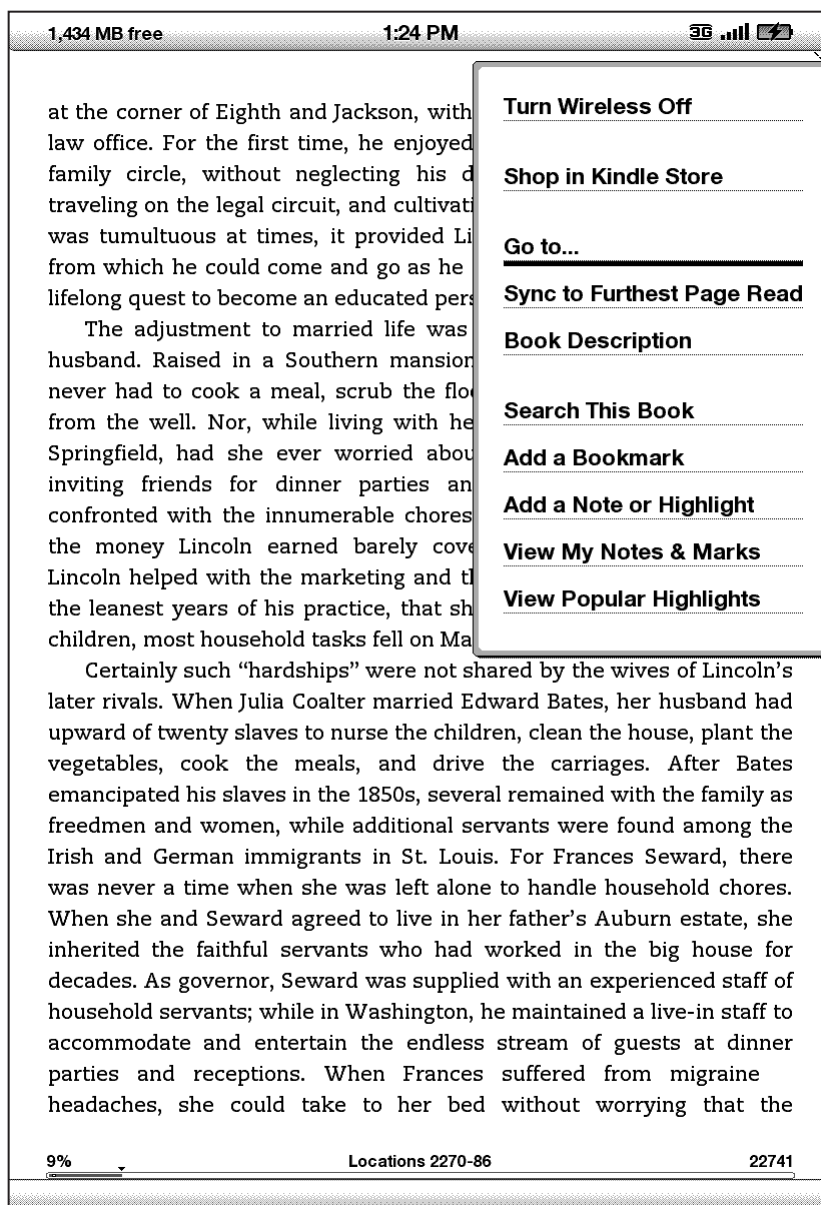 1,434 MB free 1:24 PM 3G
at the corner of Eighth and Jackson, with
law office. For the first time, he enjoyed
family circle, without neglecting his
traveling on the legal circuit, and
was tumultuous at times, it provided
from which he could come and go as he
lifelong quest to become an educated
The adjustment to married life was
husband. Raised in a Southern
never had to cook a meal, scrub the
from the well. Nor, while living with
Springfield, had she ever worried
inviting friends for dinner parties
confronted with the innumerable chores
the money Lincoln earned barely
Lincoln helped with the marketing and
the leanest years of his practice, that
children, most household tasks fell on
Turn Wireless Off
Shop in Kindle Store
Go to...
Sync to Furthest Page Read
Book Description
Search This Book
Add a Bookmark
Add a Note or Highlight
View My Notes & Marks
View Popular Highlights
Certainly such “hardships” were not shared by the wives of Lincoln’s
later rivals. When Julia Coalter married Edward Bates, her husband had
upward of twenty slaves to nurse the children, clean the house, plant the
vegetables, cook the meals, and drive the carriages. After Bates
emancipated his slaves in the 1850s, several remained with the family as
freedmen and women, while additional servants were found among the
Irish and German immigrants in St. Louis. For Frances Seward, there
was never a time when she was left alone to handle household chores.
When she and Seward agreed to live in her father’s Auburn estate, she
inherited the faithful servants who had worked in the big house for
decades. As governor, Seward was supplied with an experienced staff of
household servants; while in Washington, he maintained a live-in staff to
accommodate and entertain the endless stream of guests at dinner
parties and receptions. When Frances suffered from migraine
headaches, she could take to her bed without worrying that the
9% Locations 2270-86 22741